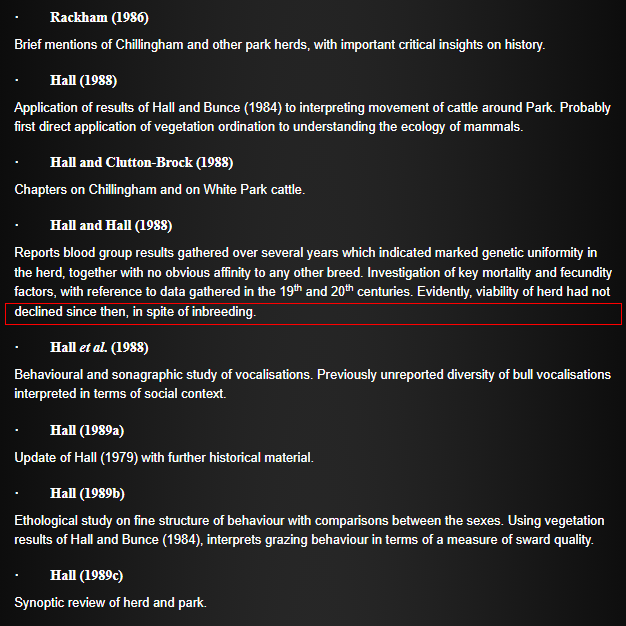 · Rackham (1986)
Brief mentions of Chillingham and other park herds, with important critical insights on history.
· Hall (1988)
Application of results of Hall and Bunce (1984) to interpreting movement of cattle around Park. Probably
first direct application of vegetation ordination to understanding the ecology of mammals.
· Hall and Clutton-Brock (1988)
Chapters on Chillingham and on White Park cattle.
· Hall and Hall (1988)
Reports blood group results gathered over several years which indicated marked genetic uniformity in
the herd, together with no obvious affinity to any other breed. Investigation of key mortality and fecundity
factors, with reference to data gathered in the 19th and 20th centuries. Evidently, viability of herd had not
declined since then, in spite of inbreeding.
· Hall et al. (1988)
Behavioural and sonagraphic study of vocalisations. Previously unreported diversity of bull vocalisations
interpreted in terms of social context.
· Hall (1989a)
Update of Hall (1979) with further historical material.
· Hall (1989b)
Ethological study on fine structure of behaviour with comparisons between the sexes. Using vegetation
results of Hall and Bunce (1984), interprets grazing behaviour in terms of a measure of sward quality.
· Hall (1989c)
Synoptic review of herd and park.